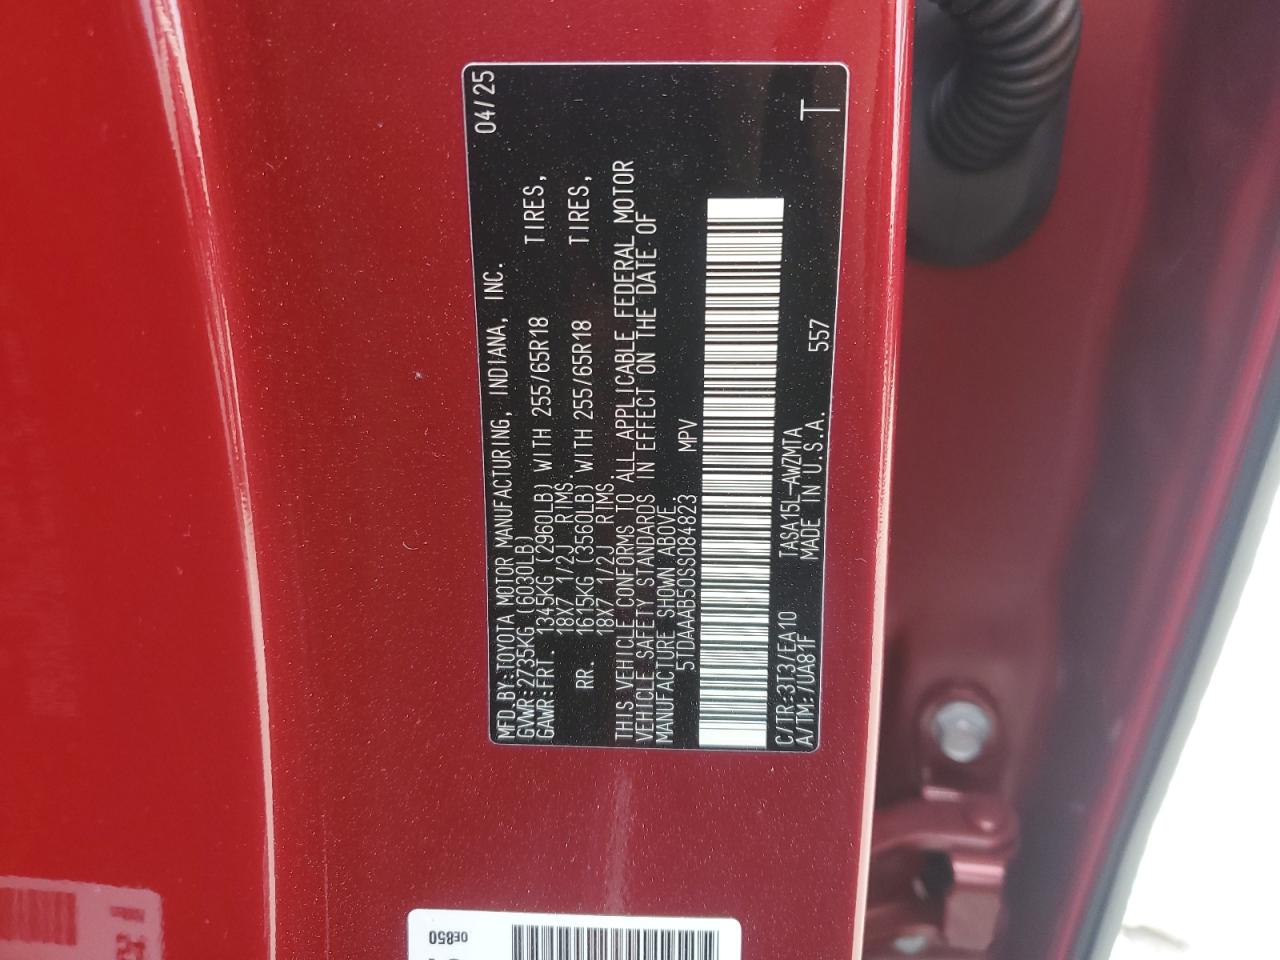 MFD.BY:TOYOTA MOTOR MANUFACTURING, INDIANA, INC. 04/25
GVWR:2735KG (6030LB)
GAWR:FRT. 1345KG (2960LB) WITH 255/65R18 TIRES,
18X7 1/2J RIMS.
RR. 1615KG (3560LB) WITH 255/65R18 TIRES,
18X7 1/2J RIMS.
THIS VEHICLE CONFORMS TO ALL APPLICABLE FEDERAL MOTOR
VEHICLE SAFETY STANDARDS IN EFFECT ON THE DATE OF
MANUFACTURE SHOWN ABOVE.
5TDAAAB50SS084823 MPV
C/TR:3T3/EA10 TASA15L-AWZMTA T
A/TM:/UA81F MADE IN U.S.A. 557
0E850